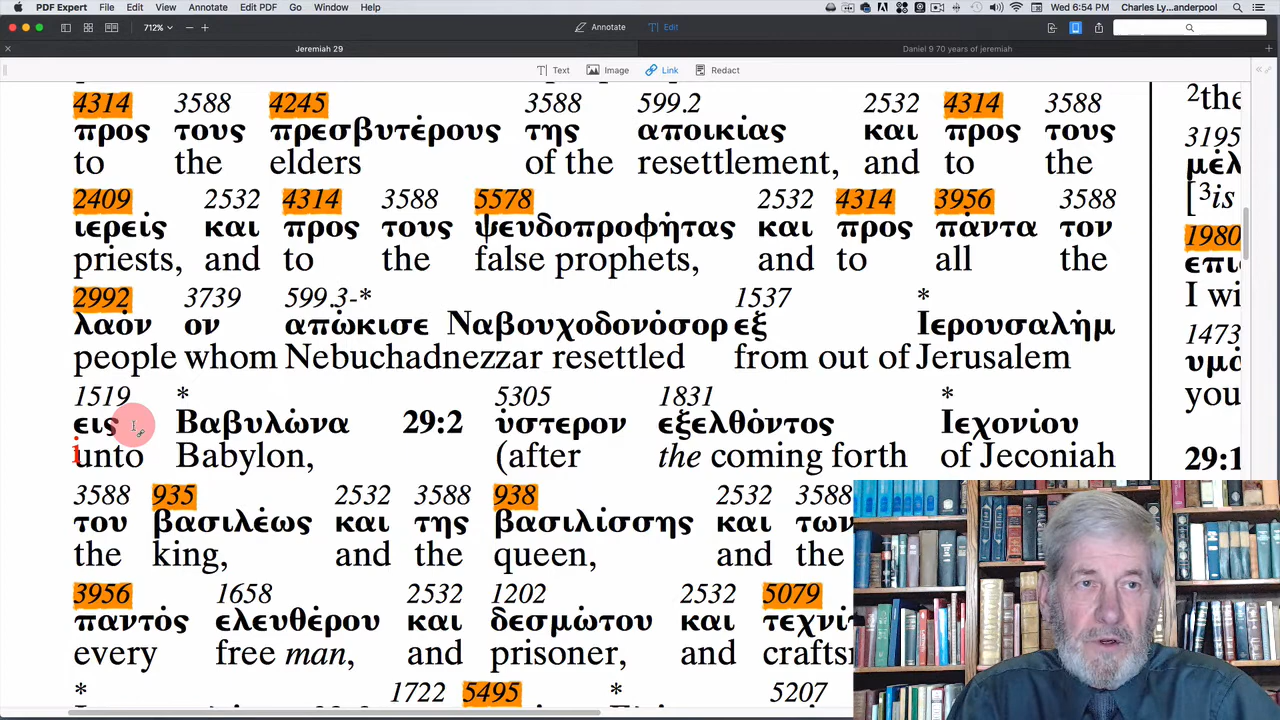 PDF Expert File Edit View Annotate Edit PDF Go Window Help Wed 6:54 PM Charles Ly...anderpool
712% Annotate Edit
Jeremiah 29 Daniel 9 70 years of jeremiah
Text Image Link Redact
4314 3588 4245 3588 599.2 2532 4314 3588
προς τους πρεσβυτέρους της αποικίας και προς τους
to the elders of the resettlement, and to the
2409 2532 4314 3588 5578 2532 4314 3956 3588
ιερείς και προς τους ψευδοπροφήτας και προς πάντα τον
priests, and to the false prophets, and to all the
2992 3739 599.3-* 1537 *
λαόν ον απώκισε Ναβουχοδονόσορ εξ Ιερουσαλήμ
people whom Nebuchadnezzar resettled from out of Jerusalem
1519 * 5305 1831 *
εις Βαβυλώνα 29:2 ύστερον εξελθόντος Ιεχονίου
unto Babylon, (after the coming forth of Jeconiah
3588 935 2532 3588 938 2532 3588
του βασιλέως και της βασιλίσσης και των
the king, and the queen, and the
3956 1658 2532 1202 2532 5079
παντός ελευθέρου και δεσμώτου και τεχνί
every free man, and prisoner, and crafts
* 1722 5495 * 5207
2the
3195
μέλ
[3is
1980
επι
I wi
1473
υμά
you
29:1